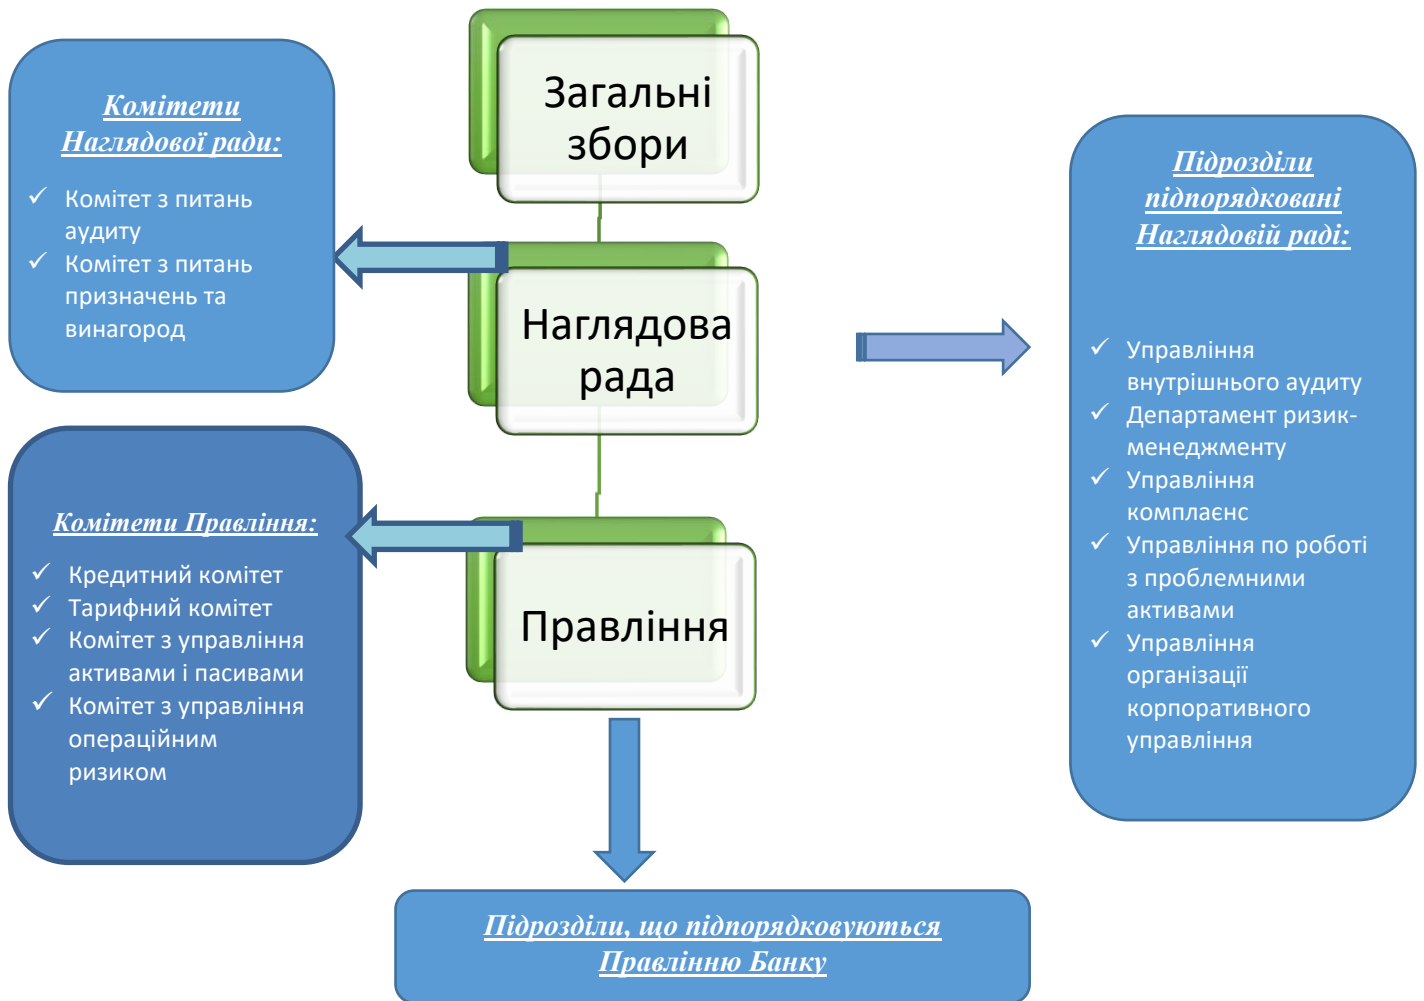 Загальні
збори
Комітети
Наглядової ради:
✓ Комітет з питань
аудиту
✓ Комітет з питань
призначень та
винагород
Наглядова
рада
Підрозділи
підпорядковані
Наглядовій раді:
✓ Управління
внутрішнього аудиту
✓ Департамент ризик-
менеджменту
✓ Управління
комплаєнс
✓ Управління по роботі
з проблемними
активами
✓ Управління
організації
корпоративного
управління
Комітети Правління:
✓ Кредитний комітет
✓ Тарифний комітет
✓ Комітет з управління
активами і пасивами
✓ Комітет з управління
операційним
ризиком
Правління
Підрозділи, що підпорядковуються
Правлінню Банку